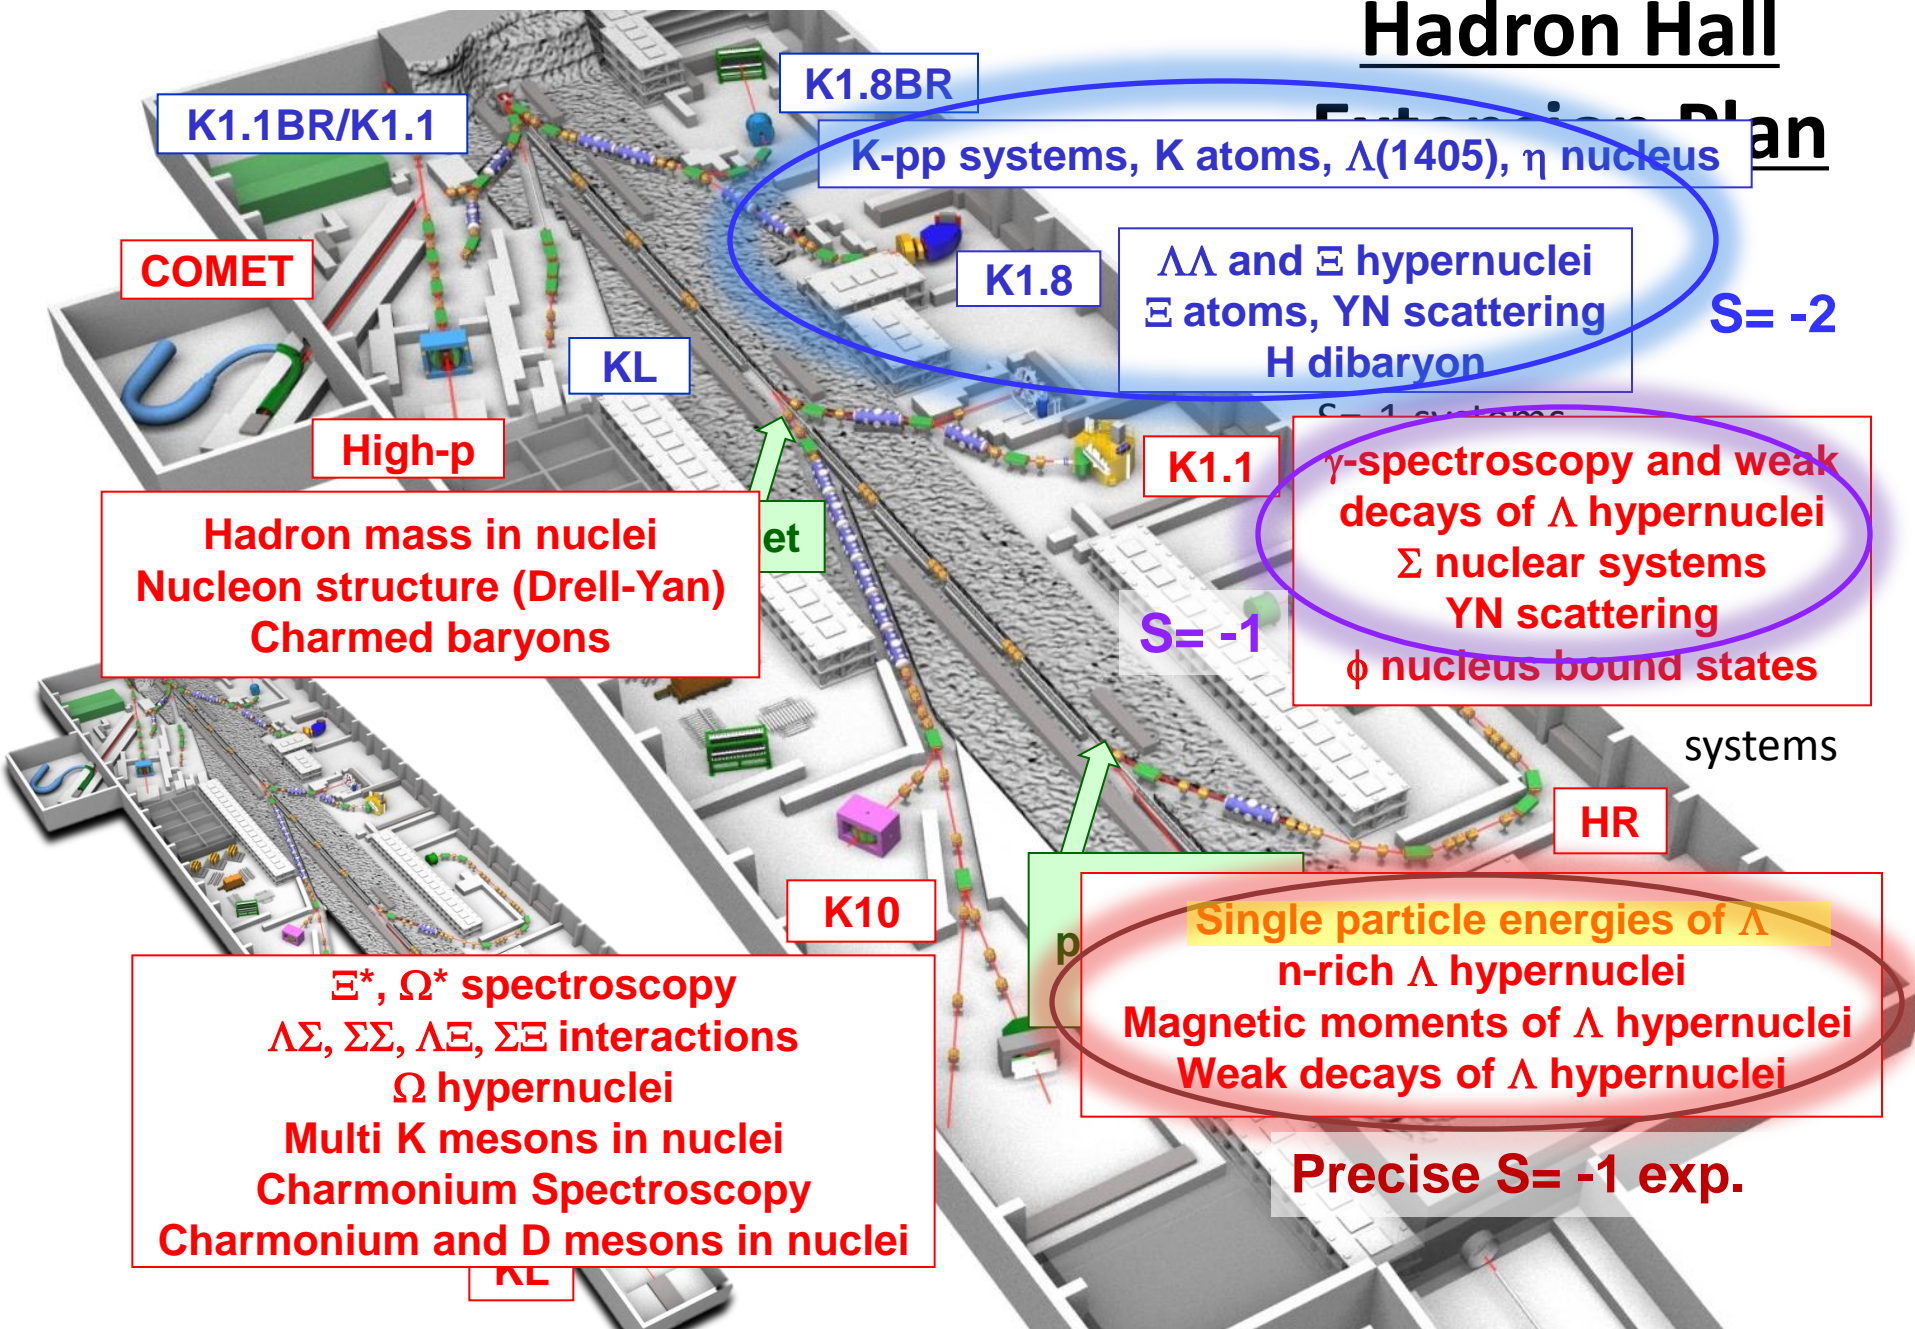 Hadron Hall
Plan
K1.8BR
K1.1BR/K1.1
K-pp systems, K atoms, Λ(1405), η nucleus
COMET
K1.8
ΛΛ and Ξ hypernuclei
Ξ atoms, YN scattering
H dibaryon
S= -2
KL
S= -1 systems
High-p
K1.1
γ-spectroscopy and weak
decays of Λ hypernuclei
Σ nuclear systems
YN scattering
ϕ nucleus bound states
Hadron mass in nuclei
Nucleon structure (Drell-Yan)
Charmed baryons
et
S= -1
systems
HR
K10
p
Single particle energies of Λ
n-rich Λ hypernuclei
Magnetic moments of Λ hypernuclei
Weak decays of Λ hypernuclei
Ξ*, Ω* spectroscopy
ΛΣ, ΣΣ, ΛΞ, ΣΞ interactions
Ω hypernuclei
Multi K mesons in nuclei
Charmonium Spectroscopy
Charmonium and D mesons in nuclei
Precise S= -1 exp.
KL